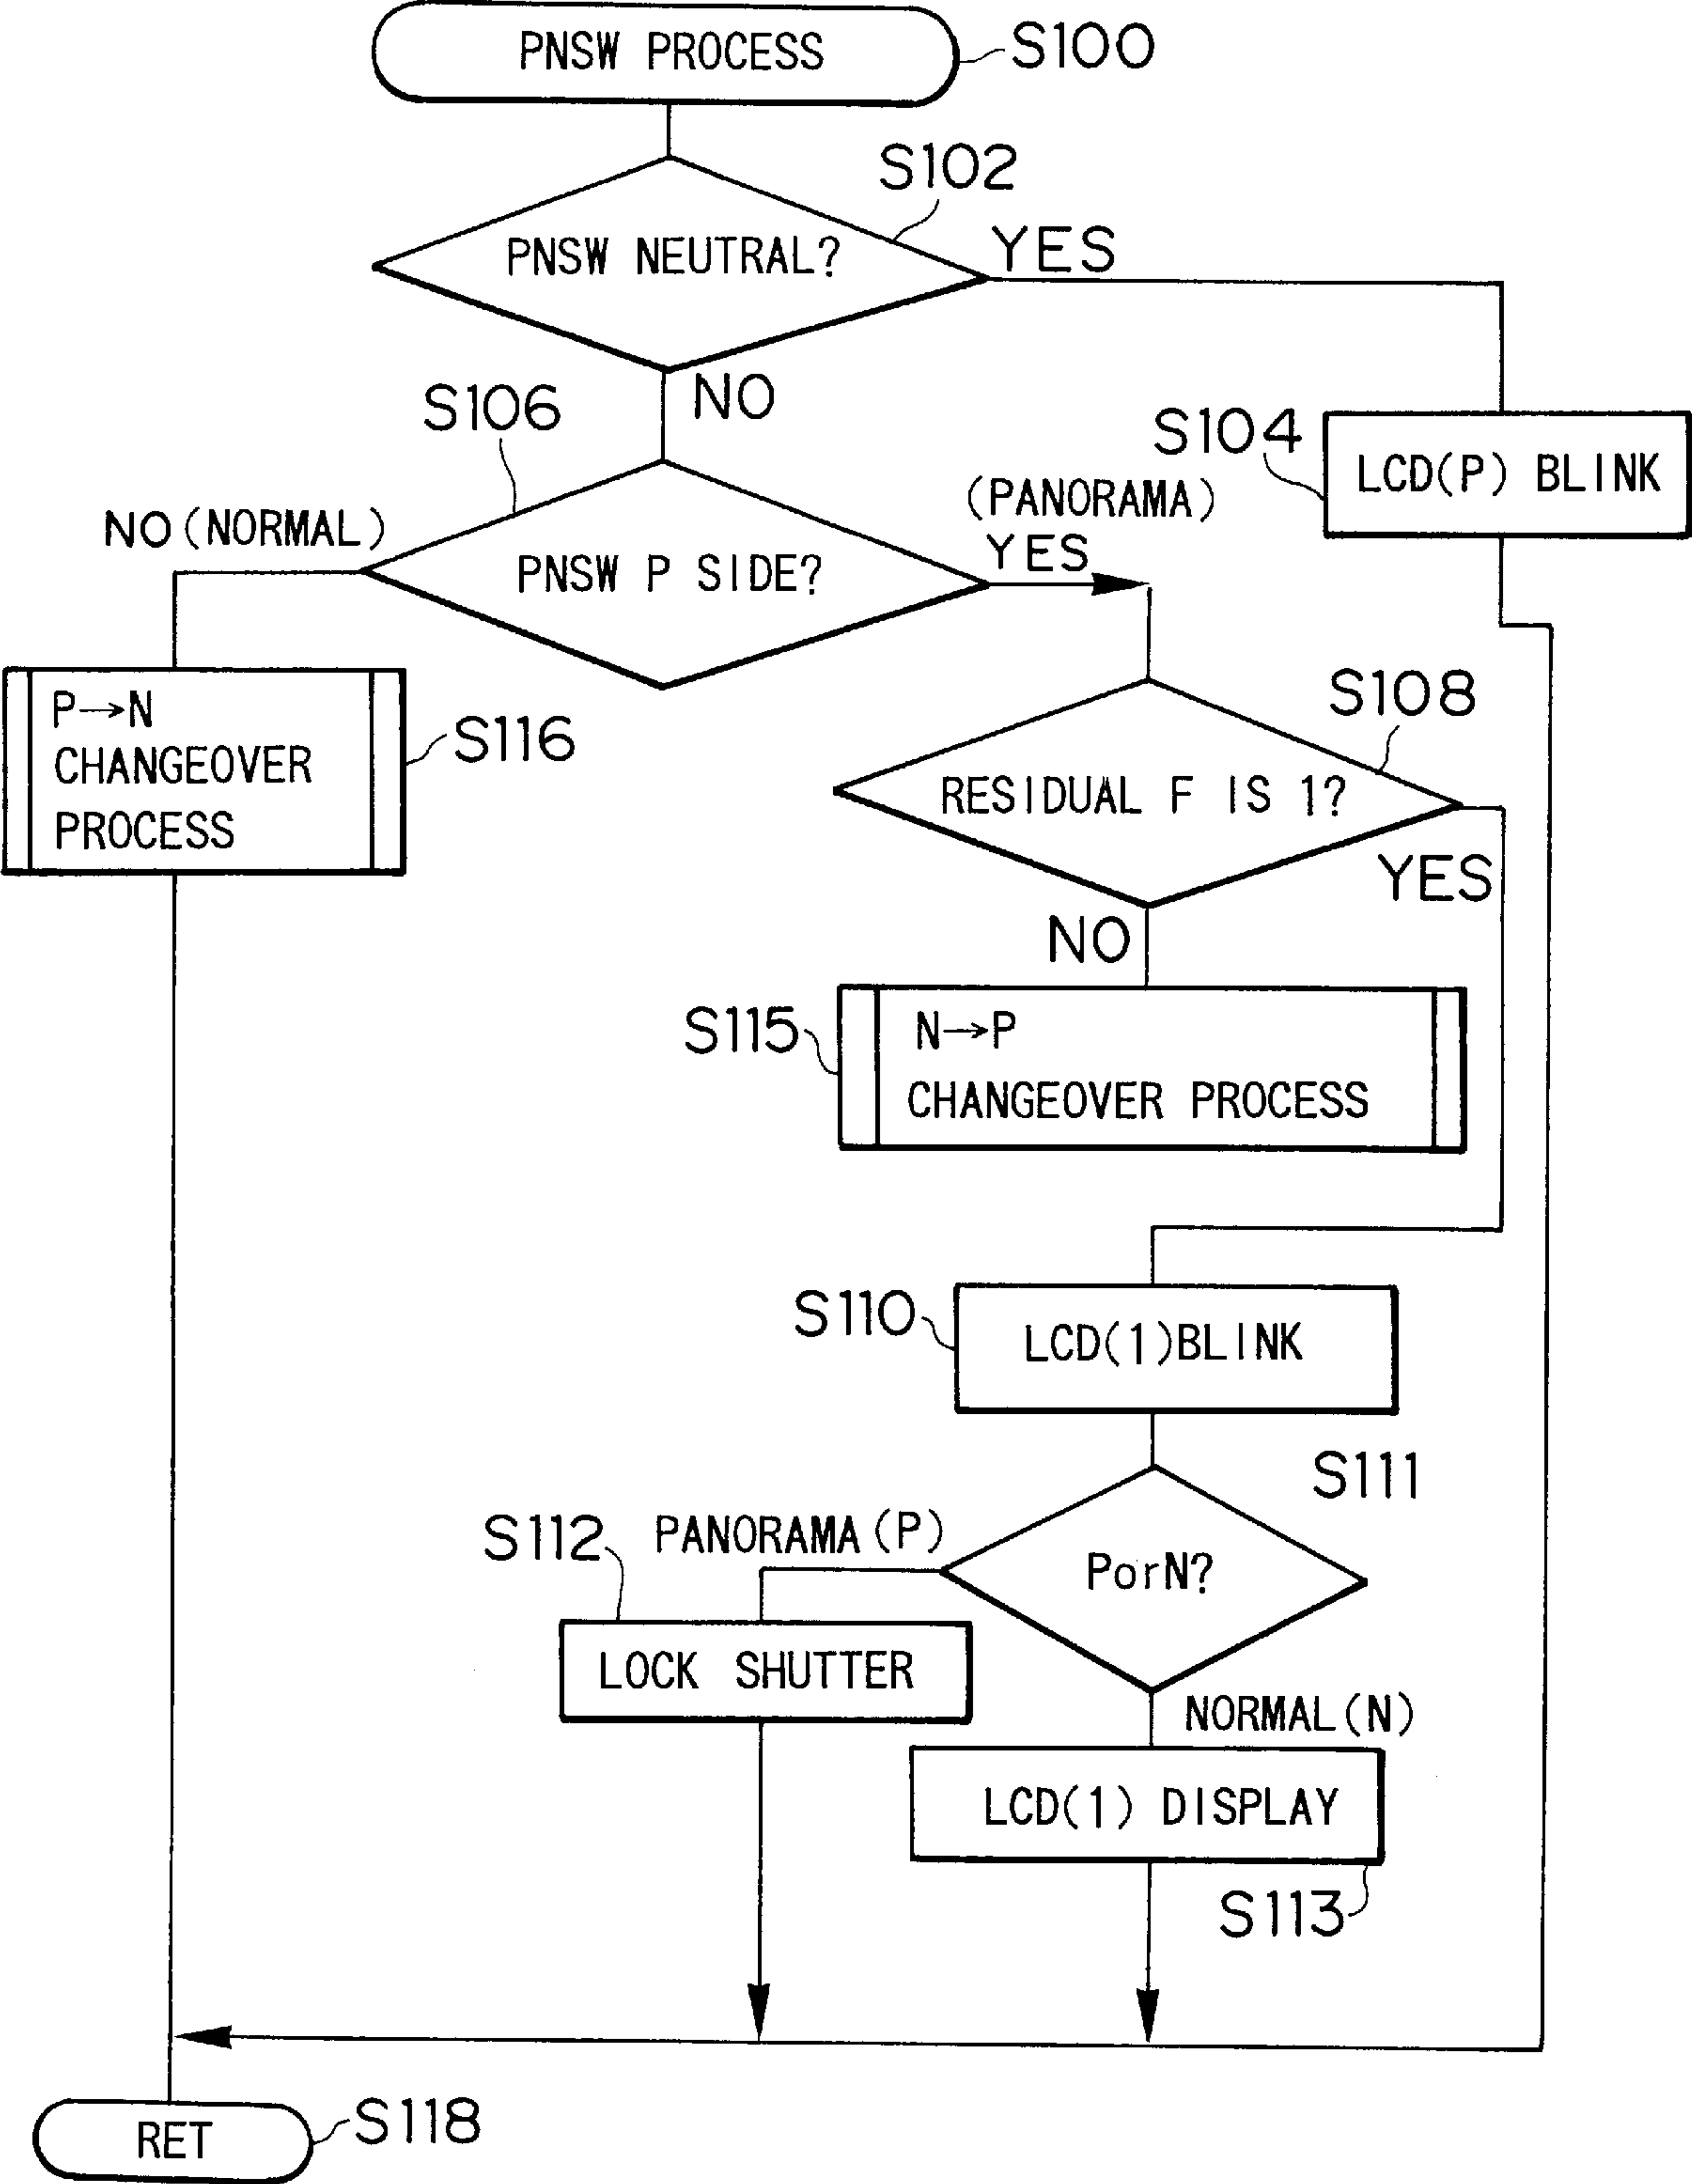 PNSW PROCESS
S100
S102
PNSW NEUTRAL?
YES
NO
S106
S104
LCD(P) BLINK
(PANORAMA)
NO(NORMAL)
YES
PNSW P SIDE?
P→N
CHANGEOVER
PROCESS
S116
S108
RESIDUAL F IS 1?
YES
NO
S115
N→P
CHANGEOVER PROCESS
S110
LCD(1)BLINK
S111
S112
PANORAMA(P)
PorN?
LOCK SHUTTER
NORMAL(N)
LCD(1) DISPLAY
S113
RET
S118